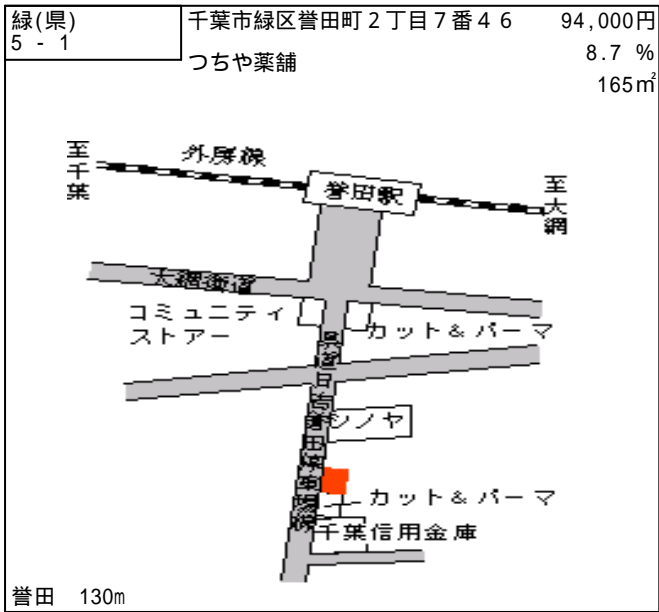 緑(県)
5 - 1
千葉市緑区誉田町2丁目7番46
94,000円
つちや薬舗
8.7 %
165㎡
至千葉
外房線
誉田駅
至大網
大網街道
コミュニティ
ストアー
カット&パーマ
シノヤ
カット&パーマ
千葉信用金庫
誉田 130m